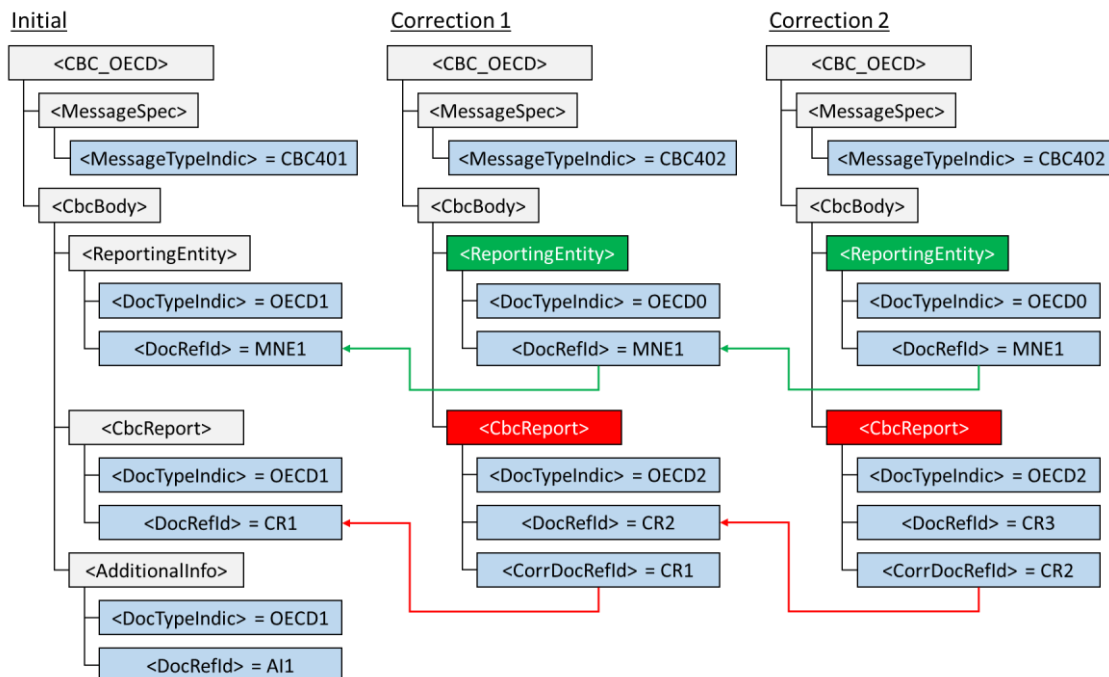 Initial
<CBC_OECD>
<MessageSpec>
<MessageTypeIndic> = CBC401
<CbcBody>
<ReportingEntity>
<DocTypeIndic> = OECD1
<DocRefId> = MNE1
<CbcReport>
<DocTypeIndic> = OECD1
<DocRefId> = CR1
<AdditionalInfo>
<DocTypeIndic> = OECD1
<DocRefId> = AI1
Correction 1
<CBC_OECD>
<MessageSpec>
<MessageTypeIndic> = CBC402
<CbcBody>
<ReportingEntity>
<DocTypeIndic> = OECD0
<DocRefId> = MNE1
<CbcReport>
<DocTypeIndic> = OECD2
<DocRefId> = CR2
<CorrDocRefId> = CR1
Correction 2
<CBC_OECD>
<MessageSpec>
<MessageTypeIndic> = CBC402
<CbcBody>
<ReportingEntity>
<DocTypeIndic> = OECD0
<DocRefId> = MNE1
<CbcReport>
<DocTypeIndic> = OECD2
<DocRefId> = CR3
<CorrDocRefId> = CR2